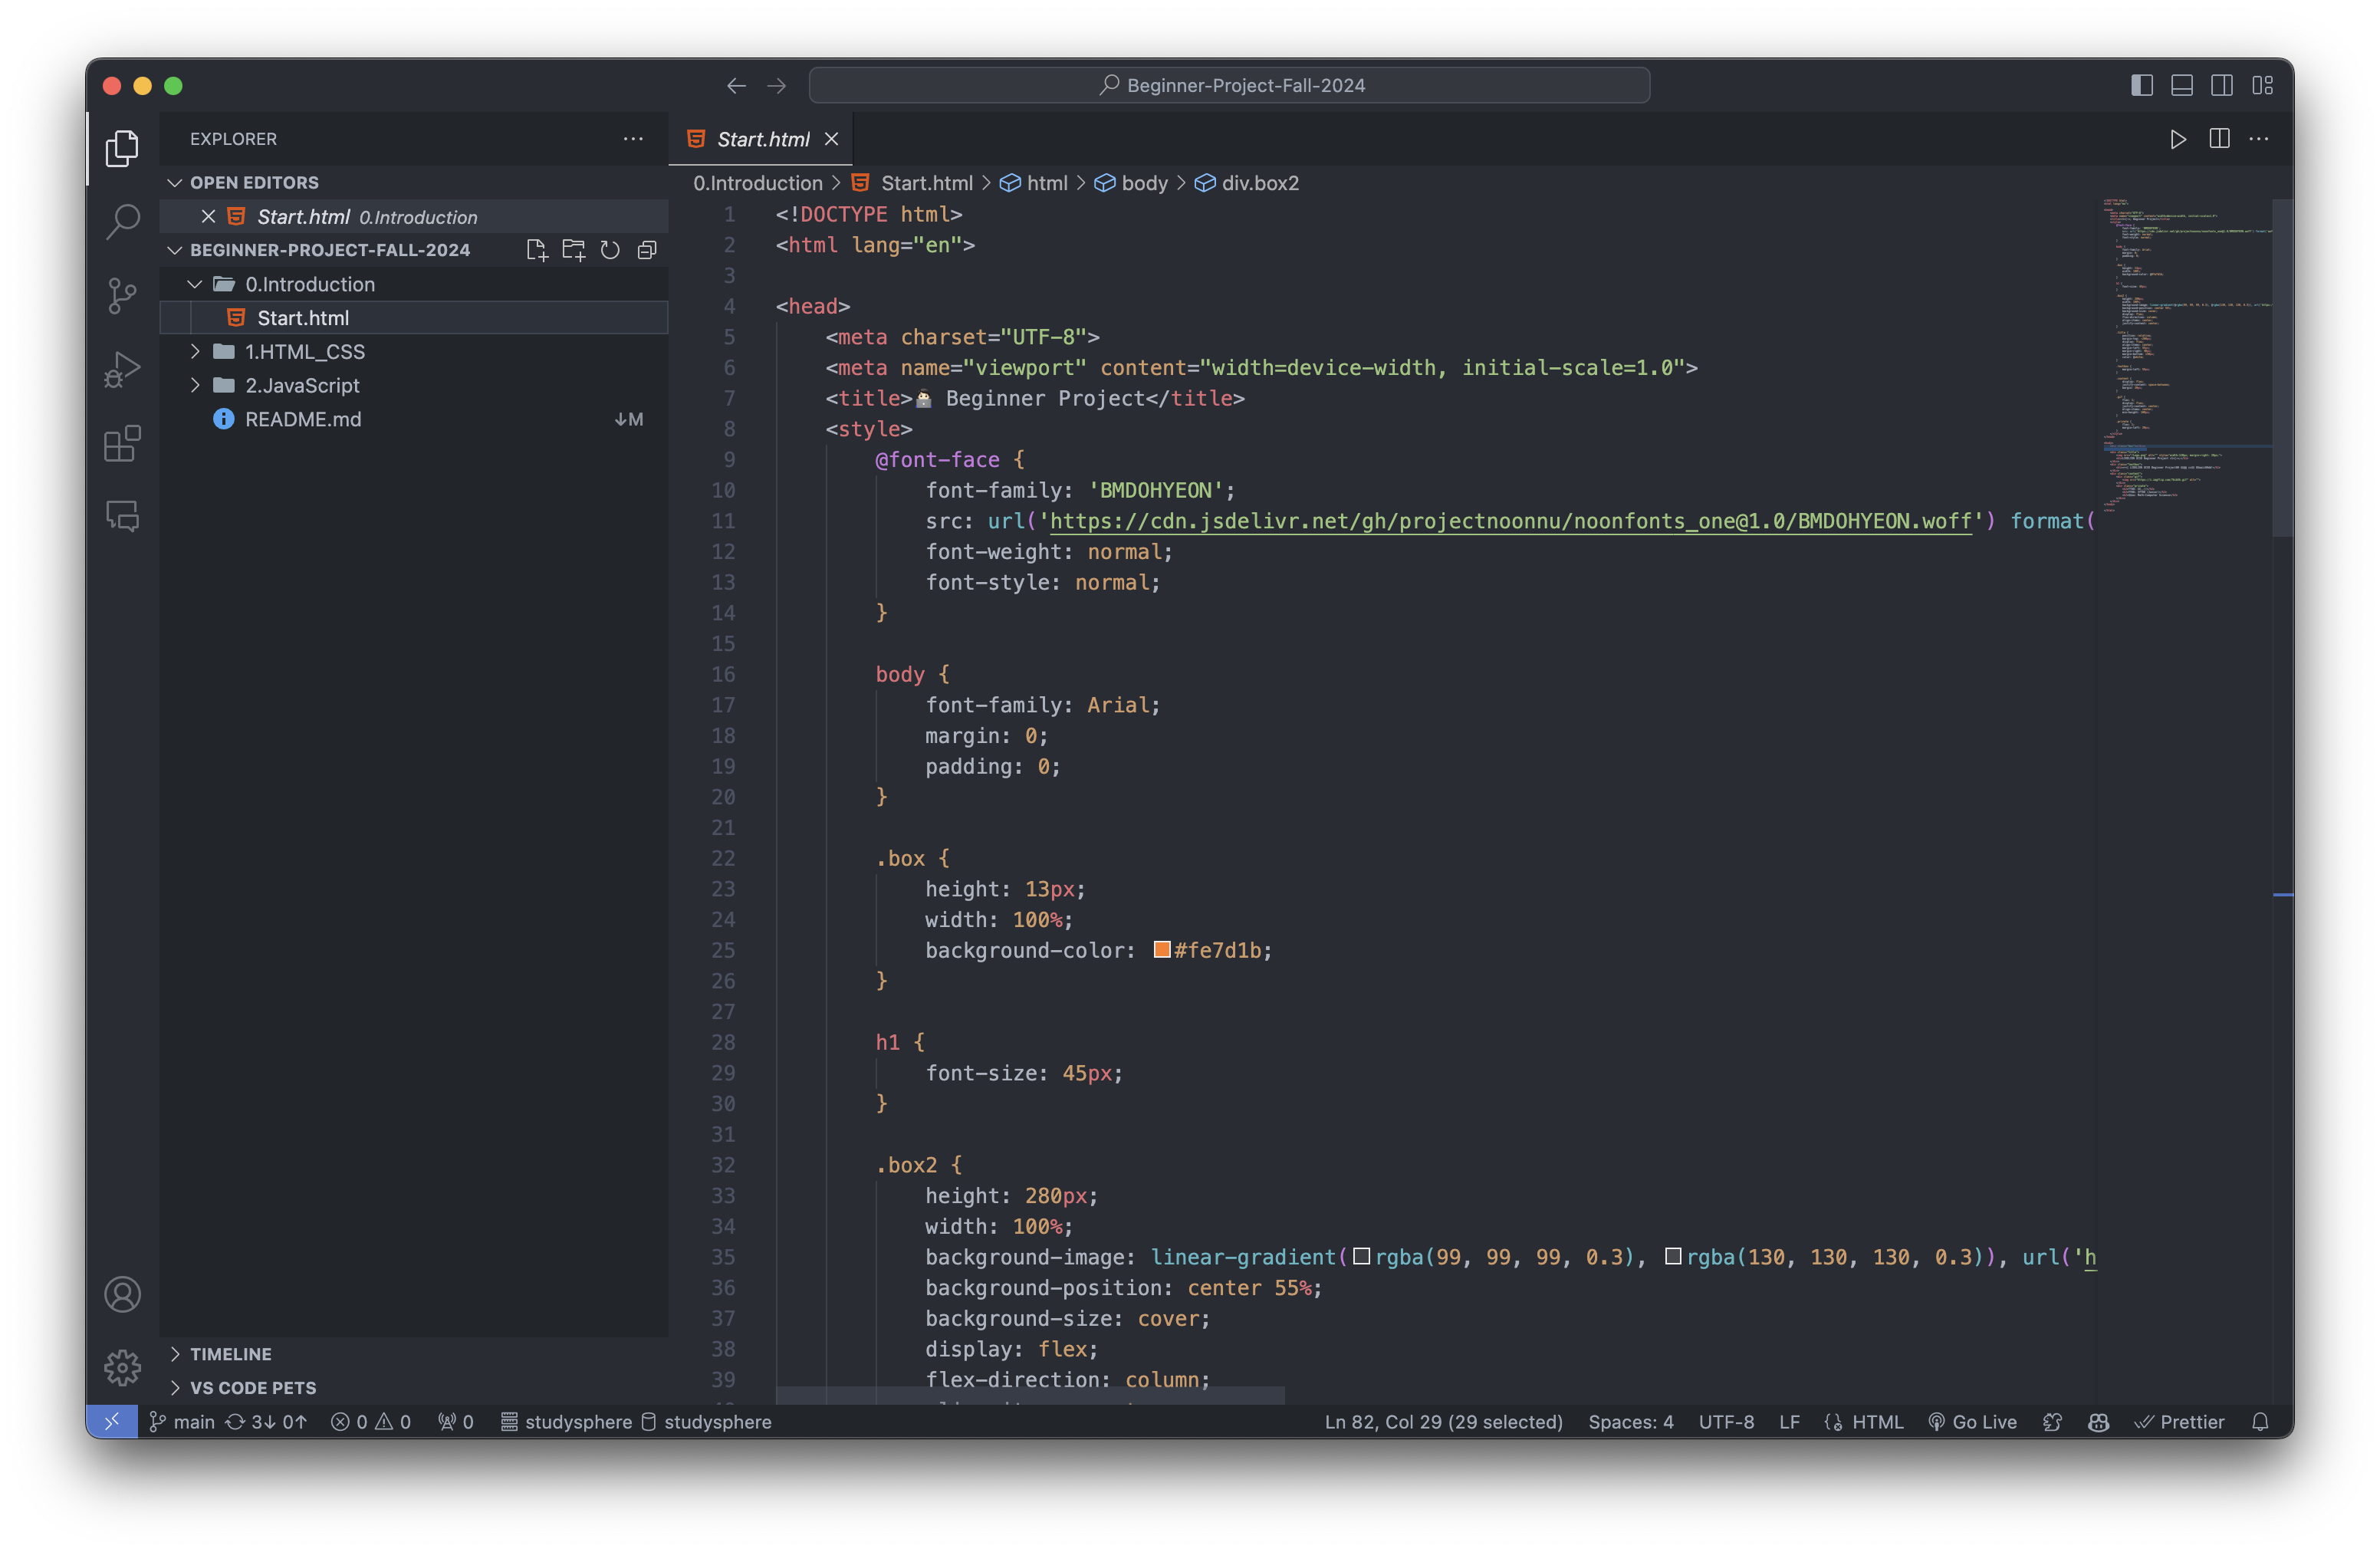 Beginner-Project-Fall-2024
EXPLORER
OPEN EDITORS
Start.html 0.Introduction
BEGINNER-PROJECT-FALL-2024
0.Introduction
Start.html
1.HTML_CSS
2.JavaScript
README.md ↓M
TIMELINE
VS CODE PETS
Start.html
0.Introduction > Start.html > html > body > div.box2
1 <!DOCTYPE html>
2 <html lang="en">
3
4 <head>
5 <meta charset="UTF-8">
6 <meta name="viewport" content="width=device-width, initial-scale=1.0">
7 <title>👨🏻‍💻 Beginner Project</title>
8 <style>
9 @font-face {
10 font-family: 'BMDOHYEON';
11 src: url('https://cdn.jsdelivr.net/gh/projectnoonnu/noonfonts_one@1.0/BMDOHYEON.woff') format(
12 font-weight: normal;
13 font-style: normal;
14 }
15
16 body {
17 font-family: Arial;
18 margin: 0;
19 padding: 0;
20 }
21
22 .box {
23 height: 13px;
24 width: 100%;
25 background-color: #fe7d1b;
26 }
27
28 h1 {
29 font-size: 45px;
30 }
31
32 .box2 {
33 height: 280px;
34 width: 100%;
35 background-image: linear-gradient(rgba(99, 99, 99, 0.3), rgba(130, 130, 130, 0.3)), url('h
36 background-position: center 55%;
37 background-size: cover;
38 display: flex;
39 flex-direction: column;
main 3↓ 0↑ 0 0 0 studysphere studysphere Ln 82, Col 29 (29 selected) Spaces: 4 UTF-8 LF HTML Go Live Prettier